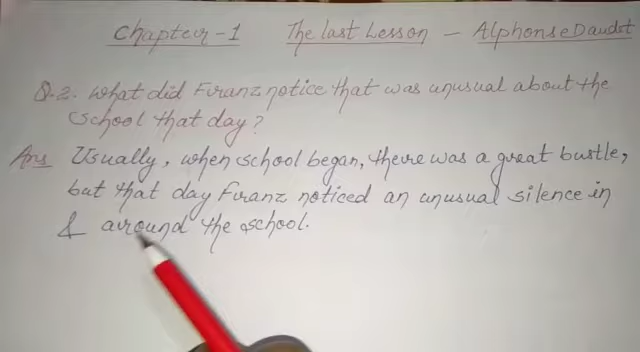 Chapter-1 The last Lesson - Alphonse Daudet
Q.2. What did Franz notice that was unusual about the
school that day?
Ans Usually, when school began, there was a great bustle,
but that day Franz noticed an unusual silence in
& around the school.